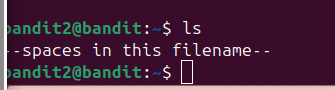 bandit2@bandit:~$ ls
--spaces in this filename--
bandit2@bandit:~$